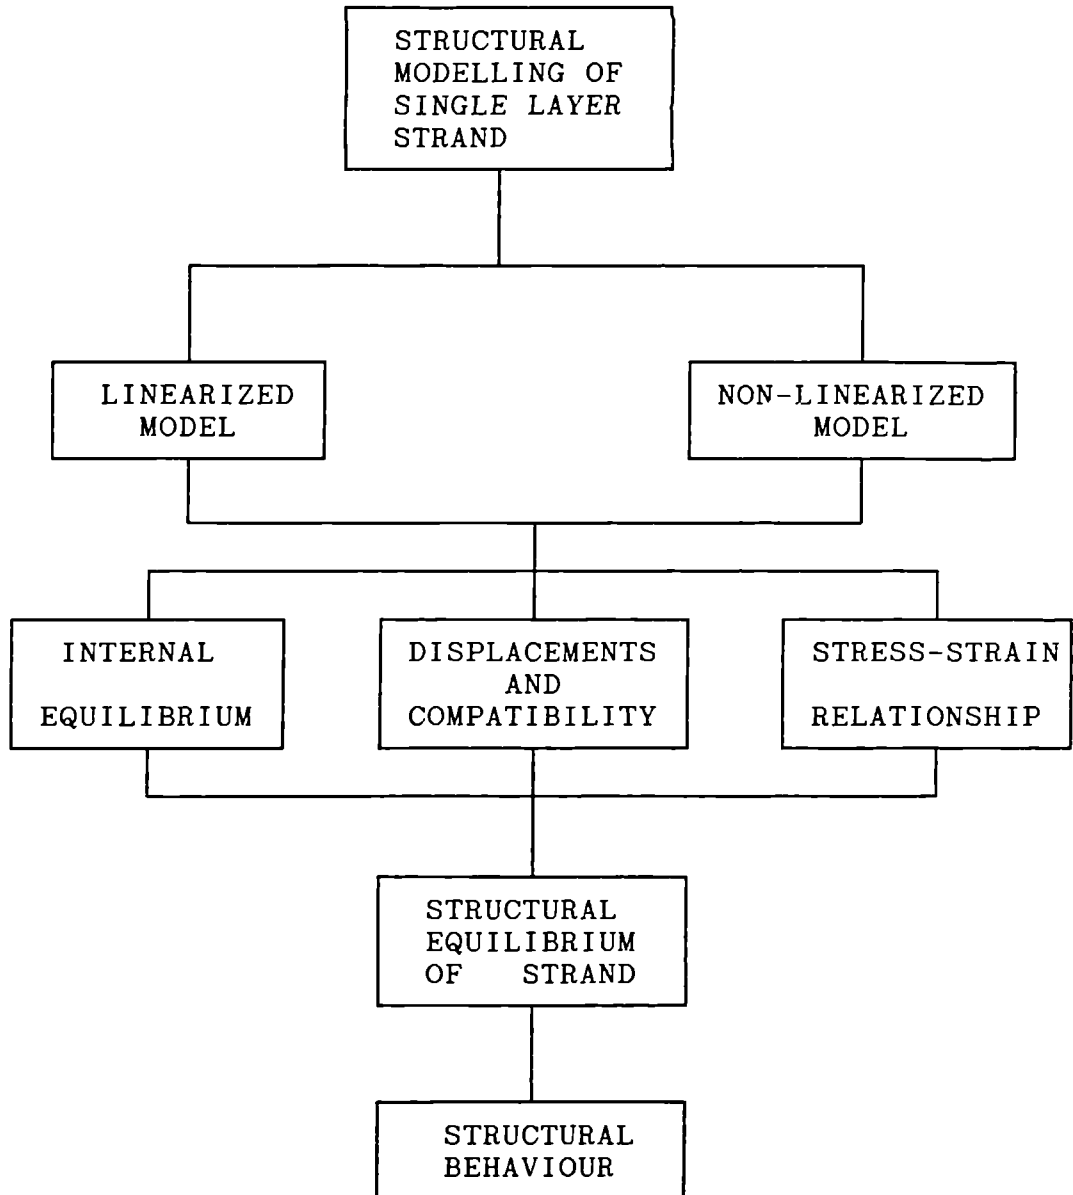 STRUCTURAL
MODELLING OF
SINGLE LAYER
STRAND
LINEARIZED
MODEL
NON-LINEARIZED
MODEL
INTERNAL
EQUILIBRIUM
DISPLACEMENTS
AND
COMPATIBILITY
STRESS-STRAIN
RELATIONSHIP
STRUCTURAL
EQUILIBRIUM
OF STRAND
STRUCTURAL
BEHAVIOUR